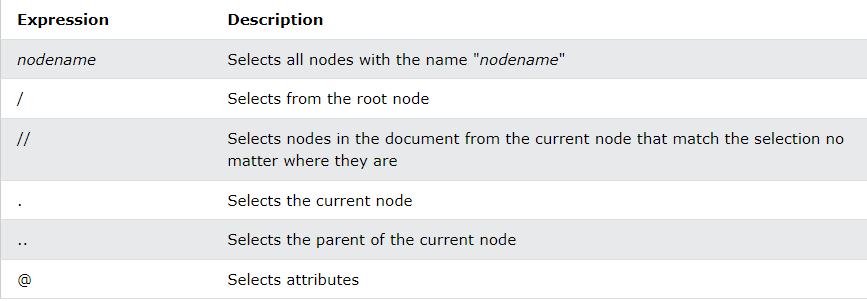 Expression Description
nodename Selects all nodes with the name "nodename"
/ Selects from the root node
// Selects nodes in the document from the current node that match the selection no
matter where they are
. Selects the current node
.. Selects the parent of the current node
@ Selects attributes